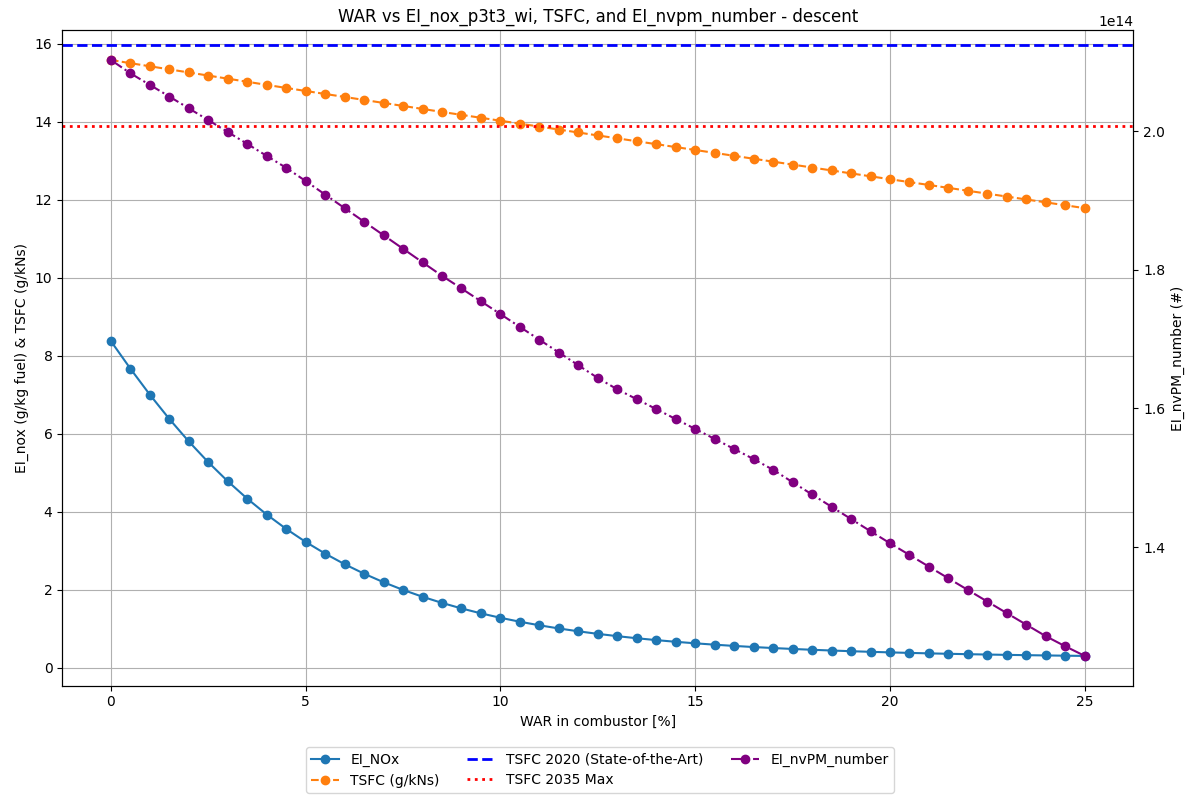 WAR vs EI_nox_p3t3_wi, TSFC, and EI_nvpm_number - descent
1e14
16
14
12
10
8
6
4
2
0
EI_nox (g/kg fuel) & TSFC (g/kNs)
2.0
1.8
1.6
1.4
EI_nvPM_number (#)
0
5
10
15
20
25
WAR in combustor [%]
EI_NOx
TSFC (g/kNs)
TSFC 2020 (State-of-the-Art)
TSFC 2035 Max
EI_nvPM_number